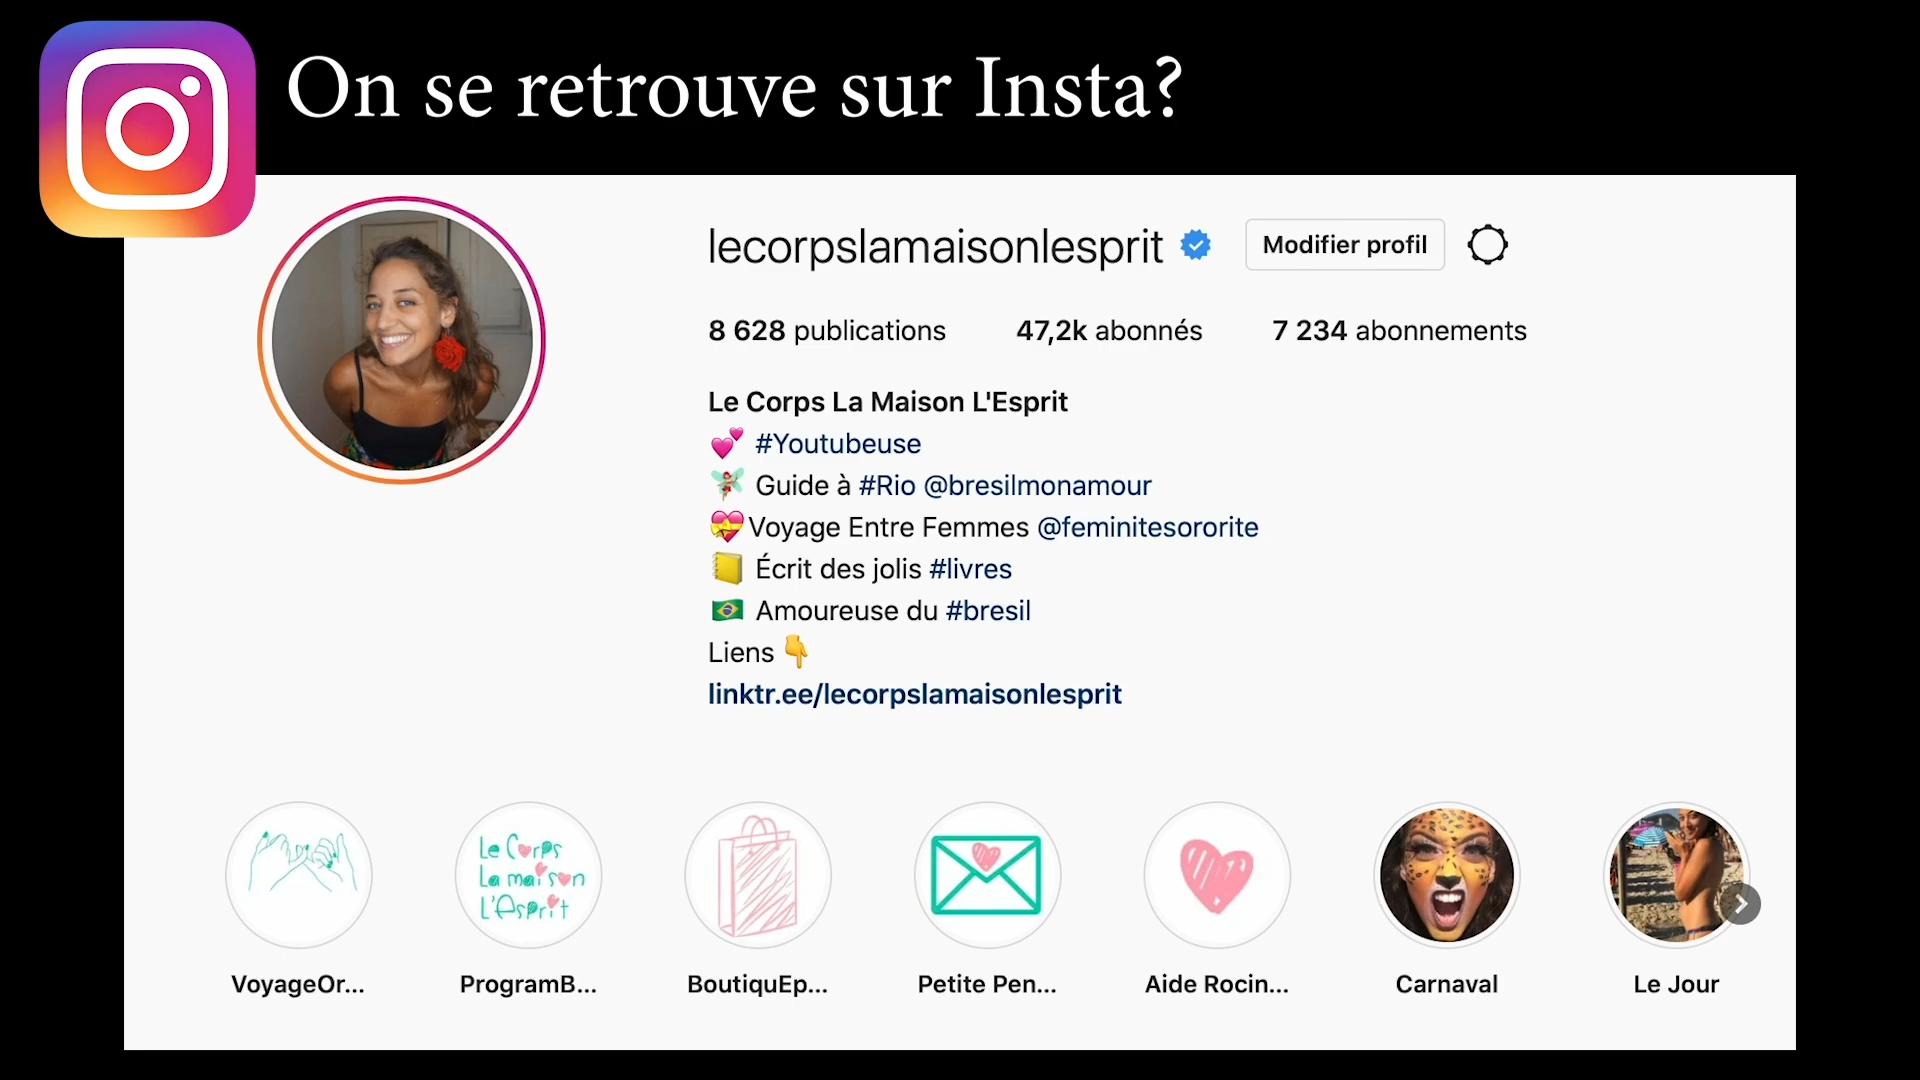 On se retrouve sur Insta?
lecorpslamaisonlesprit Modifier profil
8 628 publications 47,2k abonnés 7 234 abonnements
Le Corps La Maison L'Esprit
#Youtubeuse
Guide à #Rio @bresilmonamour
Voyage Entre Femmes @feminitesororite
Écrit des jolis #livres
Amoureuse du #bresil
Liens
linktr.ee/lecorpslamaisonlesprit
Le Corps
La maison
L'Esprit
VoyageOr... ProgramB... BoutiquEp... Petite Pen... Aide Rocin... Carnaval Le Jour